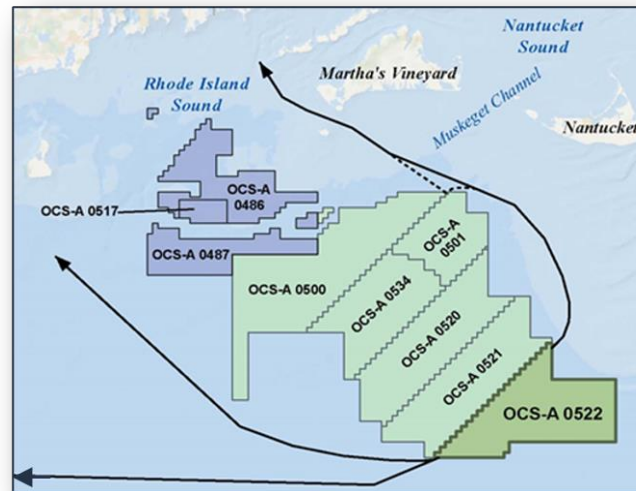 Nantucket
Sound
Martha's Vineyard
Rhode Island
Sound
Muskeget Channel
Nantucket
OCS-A
0486
OCS-A 0517
OCS-A
0501
OCS-A 0487
OCS-A 0500
OCS-A 0534
OCS-A 0520
OCS-A 0521
OCS-A 0522